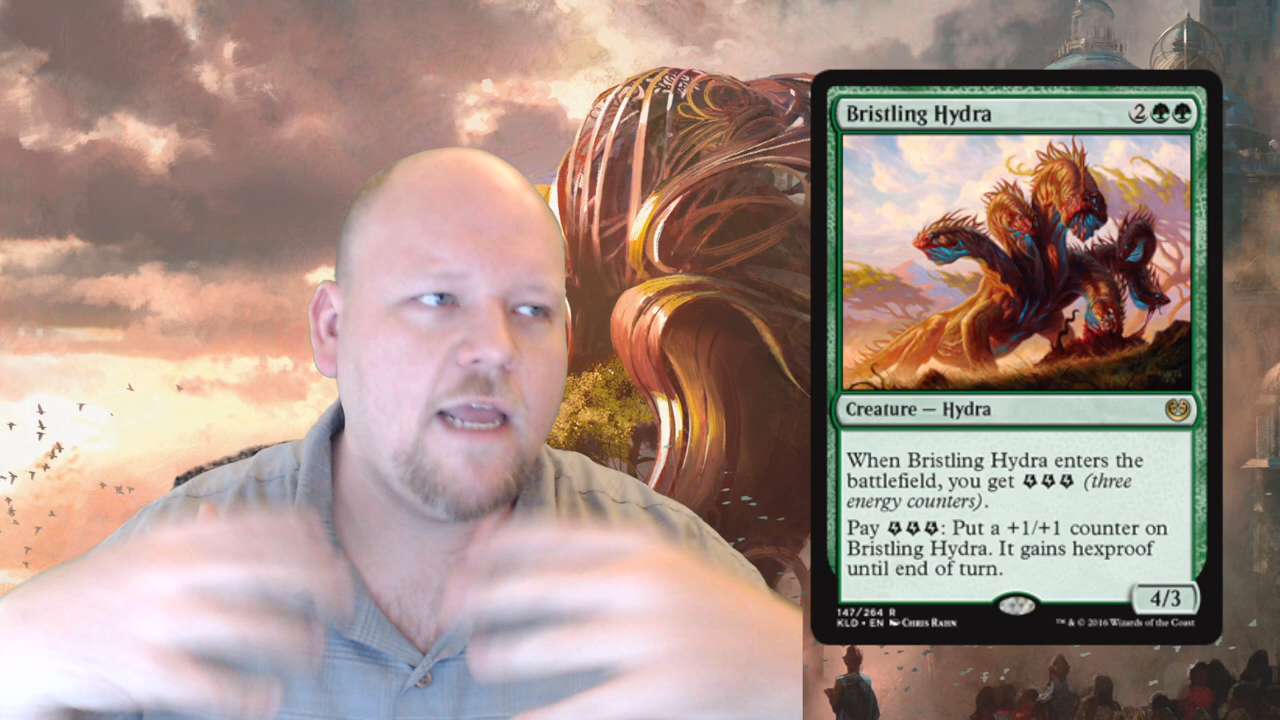 Bristling Hydra 2
Creature — Hydra
When Bristling Hydra enters the
battlefield, you get (three
energy counters).
Pay : Put a +1/+1 counter on
Bristling Hydra. It gains hexproof
until end of turn.
4/3
147/264 R
KLD • EN Chris Rahn
™ & © 2016 Wizards of the Coast